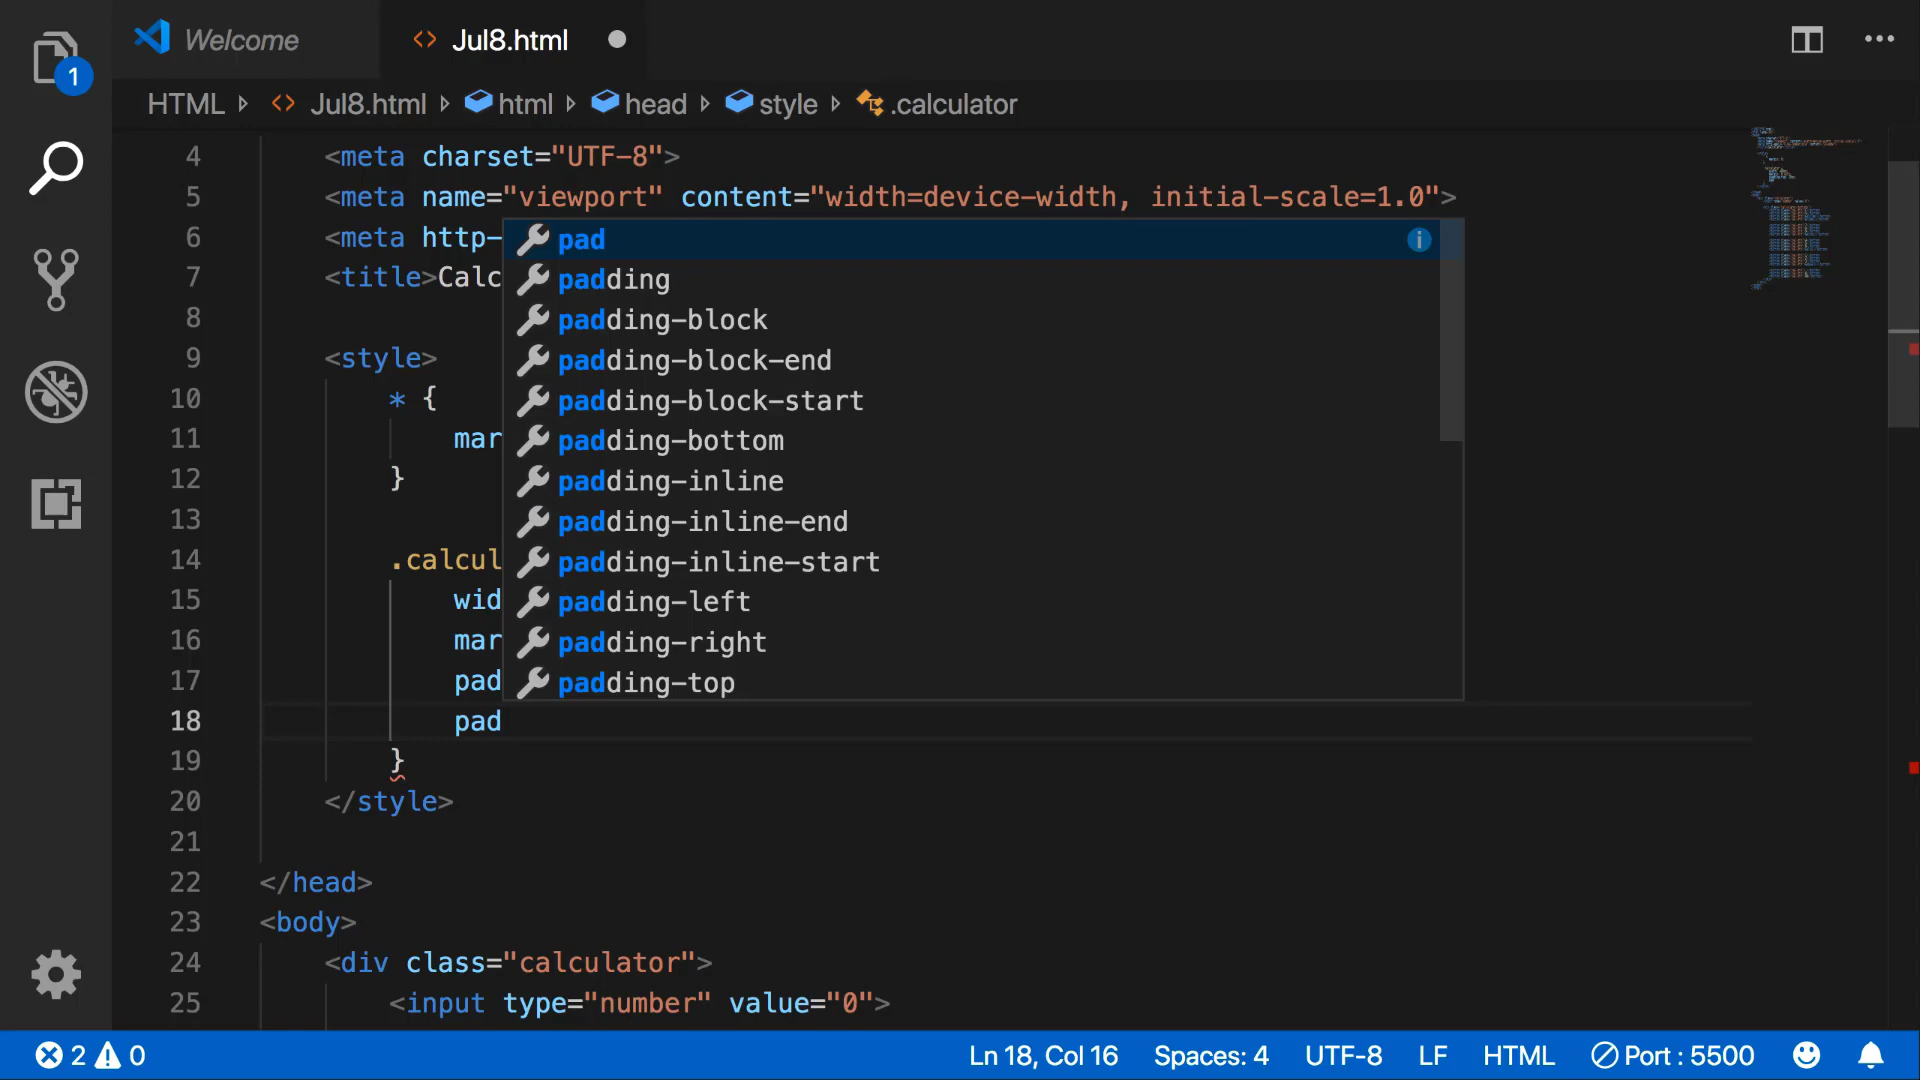 1
Welcome
Jul8.html
HTML Jul8.html html head style .calculator
4 <meta charset="UTF-8">
5 <meta name="viewport" content="width=device-width, initial-scale=1.0">
6 <meta http-
7 <title>Calc
8
9 <style>
10 * {
11 mar
12 }
13
14 .calcul
15 wid
16 mar
17 pad
18 pad
19 }
20 </style>
21
22 </head>
23 <body>
24 <div class="calculator">
25 <input type="number" value="0">
pad
padding
padding-block
padding-block-end
padding-block-start
padding-bottom
padding-inline
padding-inline-end
padding-inline-start
padding-left
padding-right
padding-top
2 0 Ln 18, Col 16 Spaces: 4 UTF-8 LF HTML Port : 5500